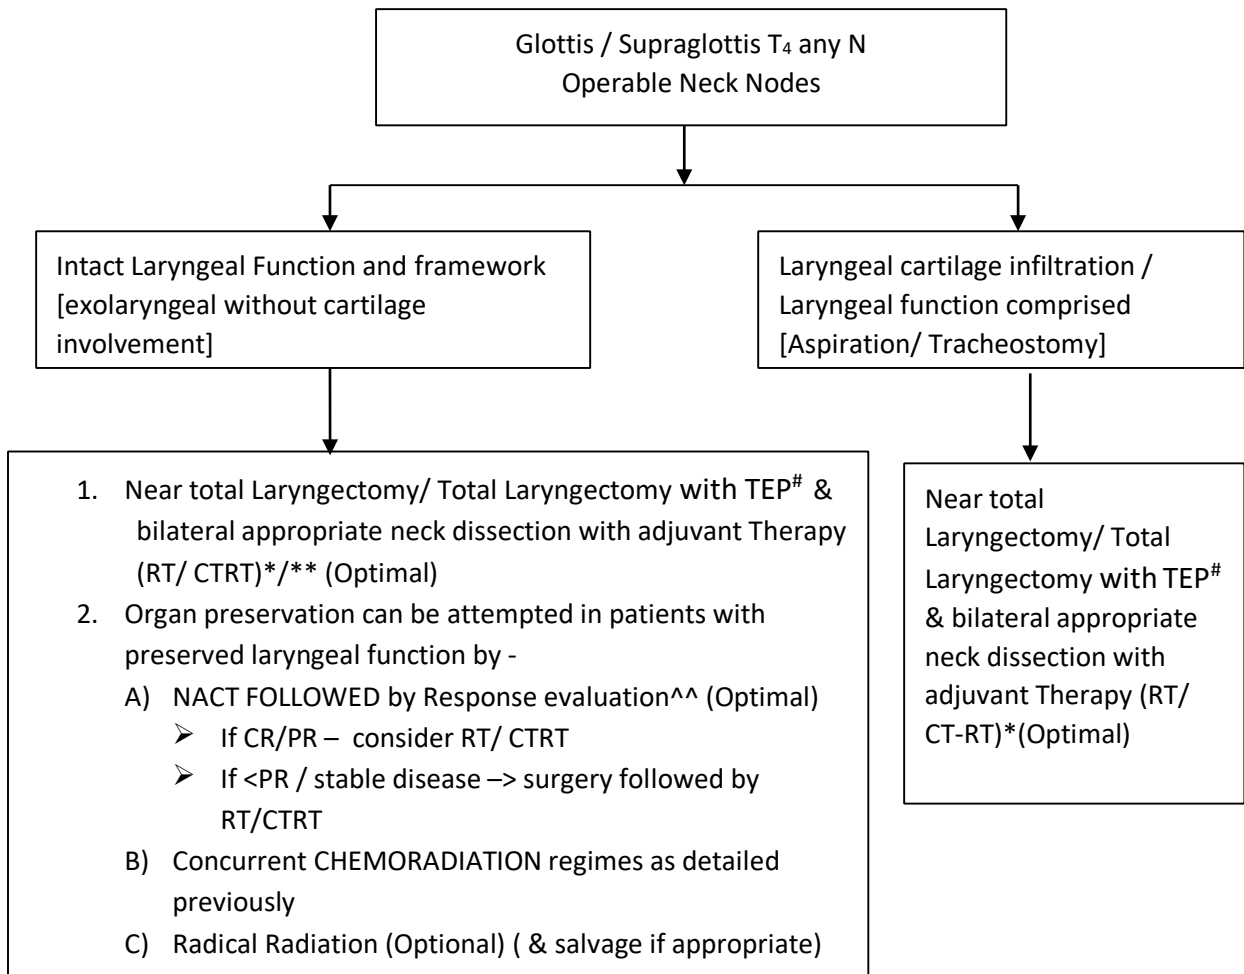 Glottis / Supraglottis T₄ any N
Operable Neck Nodes
Intact Laryngeal Function and framework
[exolaryngeal without cartilage
involvement]
Laryngeal cartilage infiltration /
Laryngeal function comprised
[Aspiration/ Tracheostomy]
1. Near total Laryngectomy/ Total Laryngectomy with TEP# &
bilateral appropriate neck dissection with adjuvant Therapy
(RT/ CTRT)*/** (Optimal)
2. Organ preservation can be attempted in patients with
preserved laryngeal function by -
A) NACT FOLLOWED by Response evaluation^^ (Optimal)
➢ If CR/PR – consider RT/ CTRT
➢ If <PR / stable disease –> surgery followed by
RT/CTRT
B) Concurrent CHEMORADIATION regimes as detailed
previously
C) Radical Radiation (Optional) ( & salvage if appropriate)
Near total
Laryngectomy/ Total
Laryngectomy with TEP#
& bilateral appropriate
neck dissection with
adjuvant Therapy (RT/
CT-RT)*(Optimal)